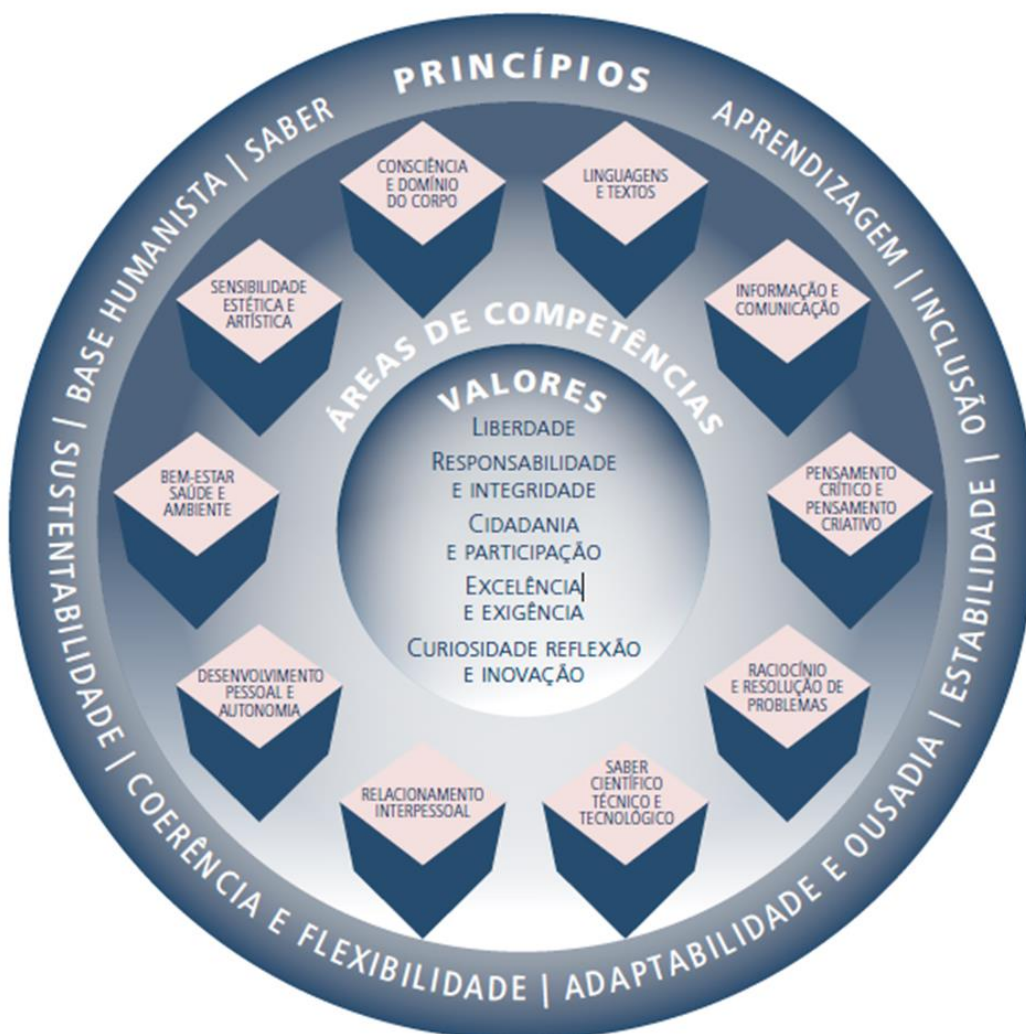 PRINCÍPIOS
APRENDIZAGEM | INCLUSÃO | ESTABILIDADE | ADAPTABILIDADE E OUSADIA | COERÊNCIA E FLEXIBILIDADE | SUSTENTABILIDADE | BASE HUMANISTA | SABER
CONSCIÊNCIA
E DOMÍNIO
DO CORPO
LINGUAGENS
E TEXTOS
SENSIBILIDADE
ESTÉTICA E
ARTÍSTICA
INFORMAÇÃO E
COMUNICAÇÃO
ÁREAS DE COMPETÊNCIAS
VALORES
LIBERDADE
RESPONSABILIDADE
E INTEGRIDADE
CIDADANIA
E PARTICIPAÇÃO
EXCELÊNCIA
E EXIGÊNCIA
CURIOSIDADE REFLEXÃO
E INOVAÇÃO
BEM-ESTAR
SAÚDE E
AMBIENTE
PENSAMENTO
CRÍTICO E
PENSAMENTO
CRIATIVO
DESENVOLVIMENTO
PESSOAL E
AUTONOMIA
RACIOCÍNIO
E RESOLUÇÃO DE
PROBLEMAS
RELACIONAMENTO
INTERPESSOAL
SABER
CIENTÍFICO
TÉCNICO E
TECNOLÓGICO